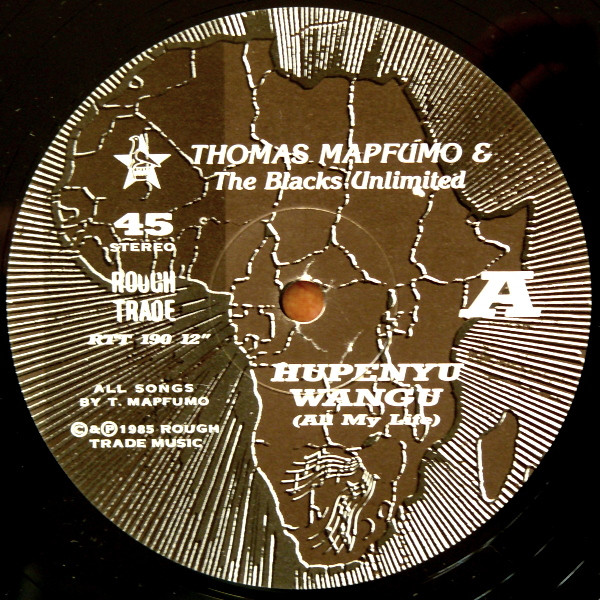 THOMAS MAPFUMO &
The Blacks Unlimited
45
STEREO
ROUGH
TRADE
RTT 190 12"
A
ALL SONGS
BY T. MAPFUMO
©&℗1985 ROUGH
TRADE MUSIC
HUPENYU
WANGU
(All My Life)